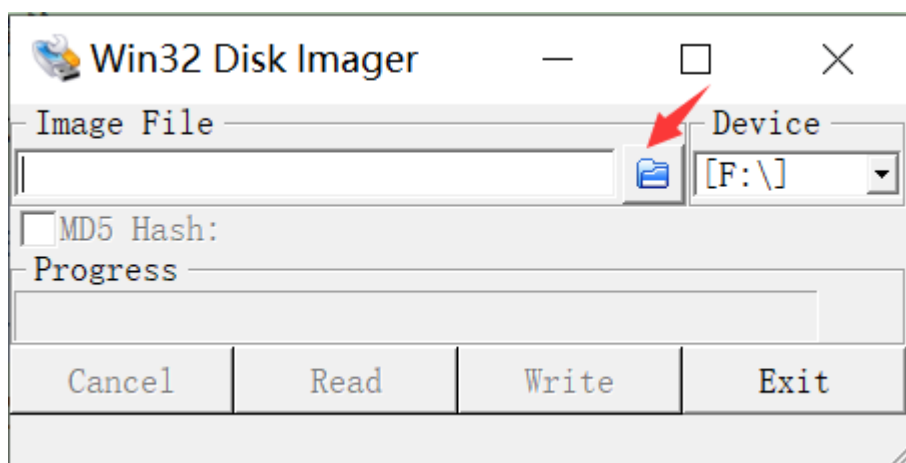 Win32 Disk Imager
Image File
Device
[F:\]
MD5 Hash:
Progress
Cancel Read Write Exit